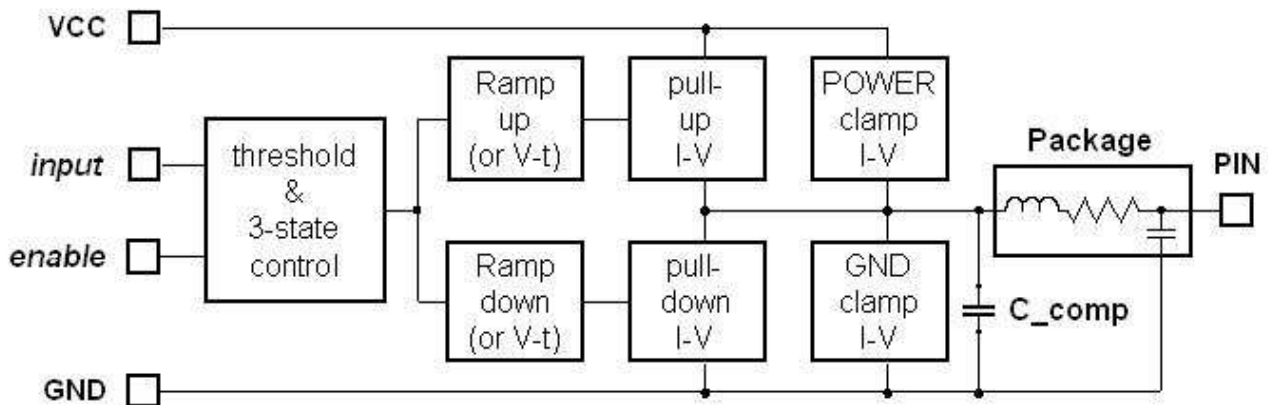 VCC
input
enable
GND
threshold
&
3-state
control
Ramp
up
(or V-t)
Ramp
down
(or V-t)
pull-
up
I-V
pull-
down
I-V
POWER
clamp
I-V
GND
clamp
I-V
C_comp
Package
PIN